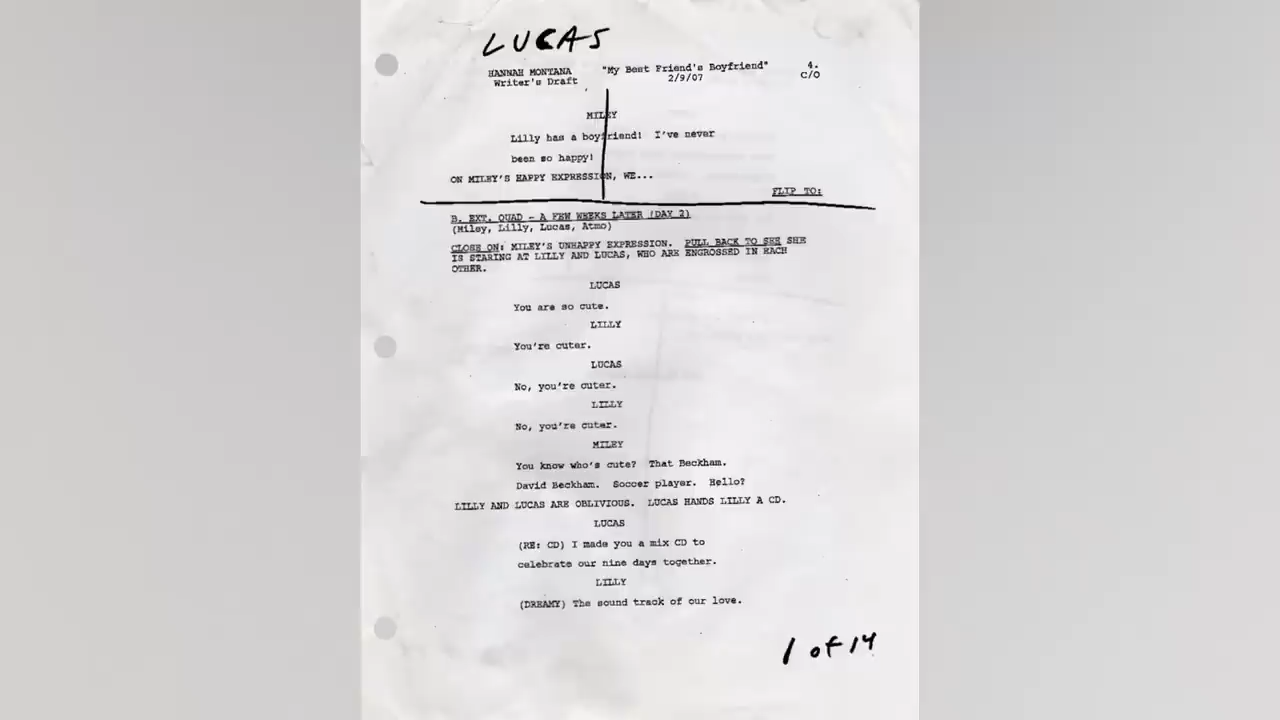 LUCAS
HANNAH MONTANA "My Best Friend's Boyfriend" 4.
Writer's Draft 2/9/07 C/O
MILEY
Lilly has a boyfriend! I've never
been so happy!
ON MILEY'S HAPPY EXPRESSION, WE...
FLIP TO:
B. EXT. QUAD - A FEW WEEKS LATER (DAY 2)
(Miley, Lilly, Lucas, Atmo)
CLOSE ON: MILEY'S UNHAPPY EXPRESSION. PULL BACK TO SEE SHE
IS STARING AT LILLY AND LUCAS, WHO ARE ENGROSSED IN EACH
OTHER.
LUCAS
You are so cute.
LILLY
You're cuter.
LUCAS
No, you're cuter.
LILLY
No, you're cuter.
MILEY
You know who's cute? That Beckham.
David Beckham. Soccer player. Hello?
LILLY AND LUCAS ARE OBLIVIOUS. LUCAS HANDS LILLY A CD.
LUCAS
(RE: CD) I made you a mix CD to
celebrate our nine days together.
LILLY
(DREAMY) The sound track of our love.
1 of 14